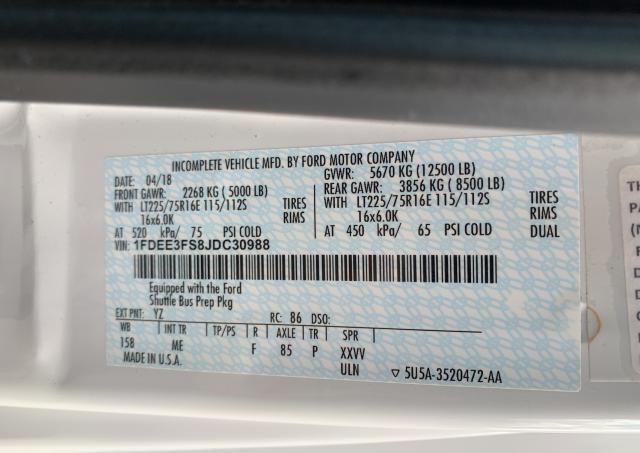 INCOMPLETE VEHICLE MFD. BY FORD MOTOR COMPANY
DATE: 04/18 GVWR: 5670 KG (12500 LB)
FRONT GAWR: 2268 KG (5000 LB) REAR GAWR: 3856 KG (8500 LB)
WITH LT225/75R16E 115/112S TIRES WITH LT225/75R16E 115/112S TIRES
16x6.0K RIMS 16x6.0K RIMS
AT 520 kPa/ 75 PSI COLD AT 450 kPa/ 65 PSI COLD DUAL
VIN: 1FDEE3FS8JDC30988
Equipped with the Ford
Shuttle Bus Prep Pkg
EXT PNT: YZ RC: 86 DSO:
WB INT TR TP/PS R AXLE TR SPR
158 ME F 85 P XXVV
MADE IN U.S.A. ULN ▽ 5U5A-3520472-AA